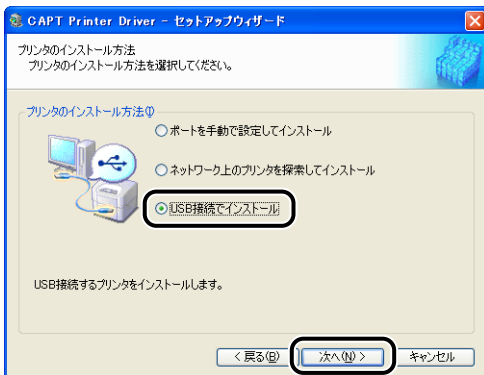 CAPT Printer Driver - セットアップウィザード
プリンタのインストール方法
プリンタのインストール方法を選択してください。
プリンタのインストール方法(I)
ポートを手動で設定してインストール
ネットワーク上のプリンタを探索してインストール
USB接続でインストール
USB接続するプリンタをインストールします。
< 戻る(B)
次へ(N) >
キャンセル